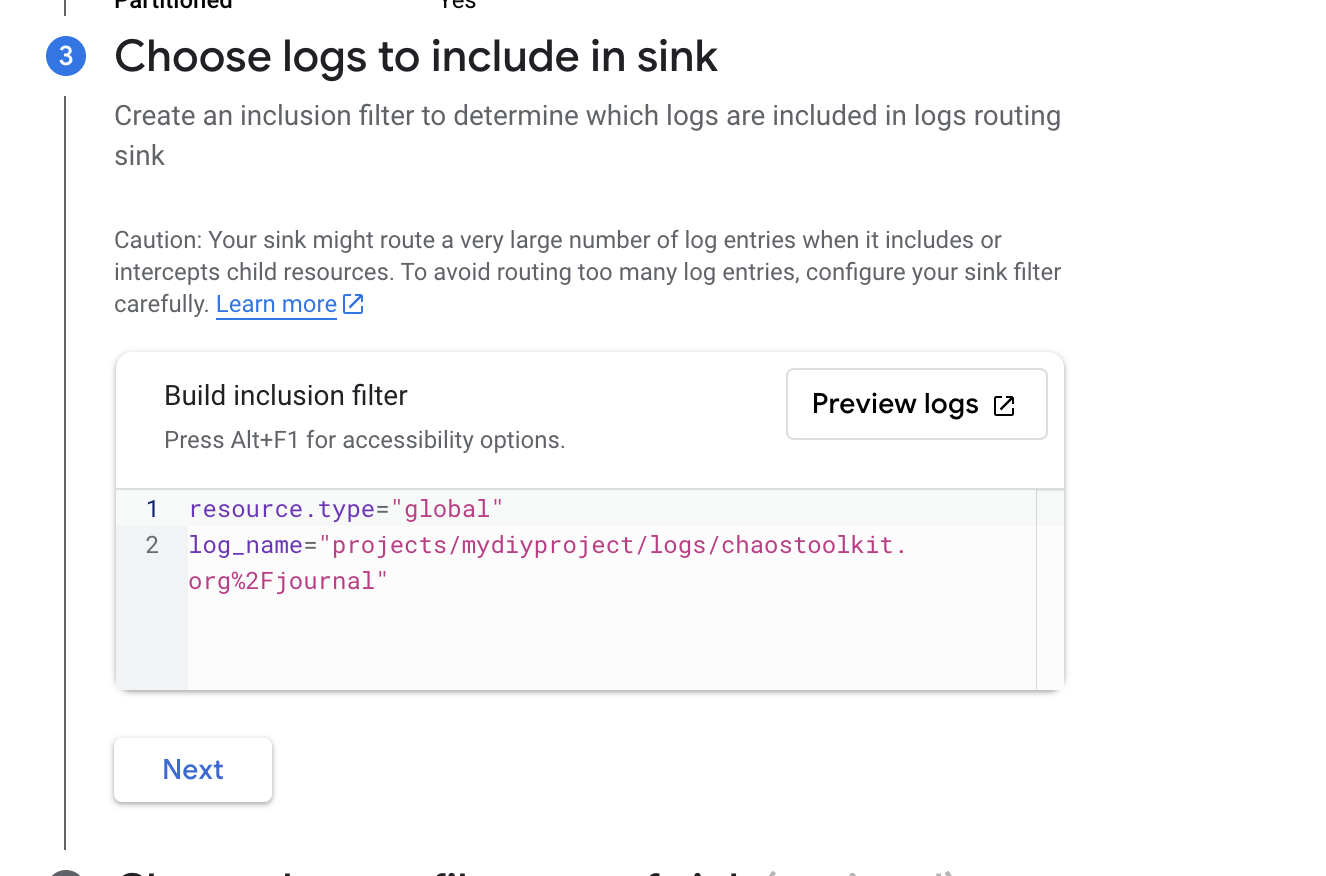 Partitioned Yes
3 Choose logs to include in sink
Create an inclusion filter to determine which logs are included in logs routing
sink
Caution: Your sink might route a very large number of log entries when it includes or
intercepts child resources. To avoid routing too many log entries, configure your sink filter
carefully. Learn more
Build inclusion filter
Preview logs
Press Alt+F1 for accessibility options.
1 resource.type="global"
2 log_name="projects/mydiyproject/logs/chaostoolkit.
org%2Fjournal"
Next